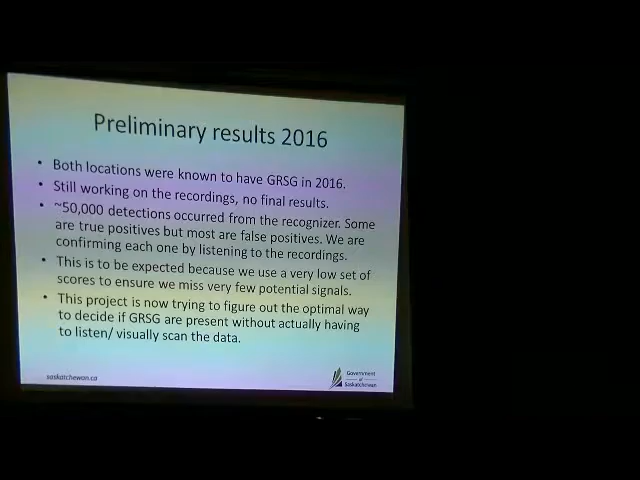 Preliminary results 2016
• Both locations were known to have GRSG in 2016.
• Still working on the recordings, no final results.
• ~50,000 detections occurred from the recognizer. Some
are true positives but most are false positives. We are
confirming each one by listening to the recordings.
• This is to be expected because we use a very low set of
scores to ensure we miss very few potential signals.
• This project is now trying to figure out the optimal way
to decide if GRSG are present without actually having
to listen/ visually scan the data.
saskatchewan.ca
Government
of
Saskatchewan